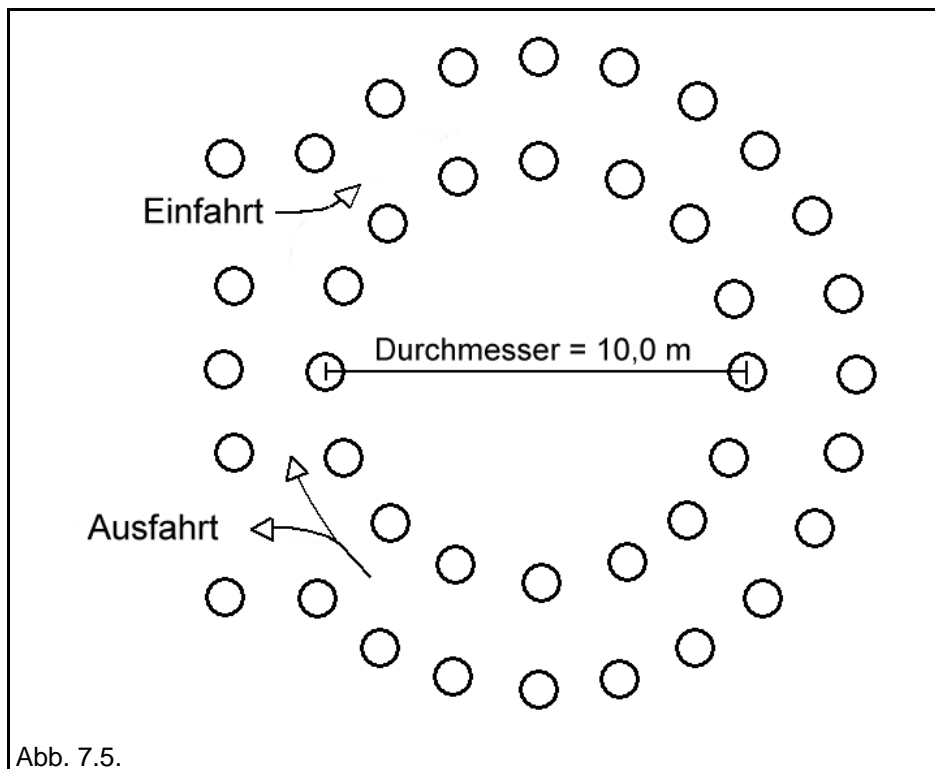 Einfahrt
Durchmesser = 10,0 m
Ausfahrt
Abb. 7.5.